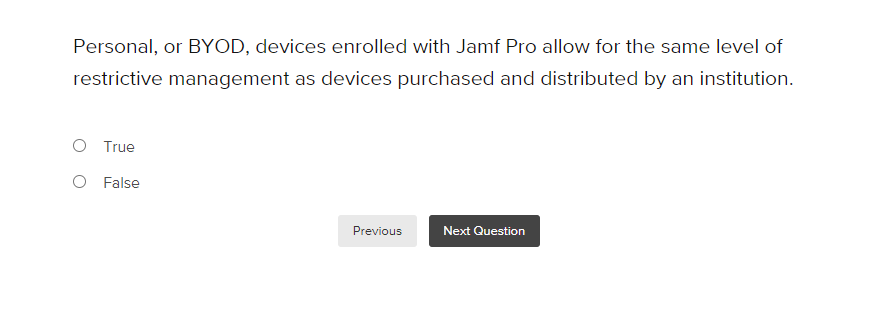 Personal, or BYOD, devices enrolled with Jamf Pro allow for the same level of
restrictive management as devices purchased and distributed by an institution.
True
False
Previous
Next Question